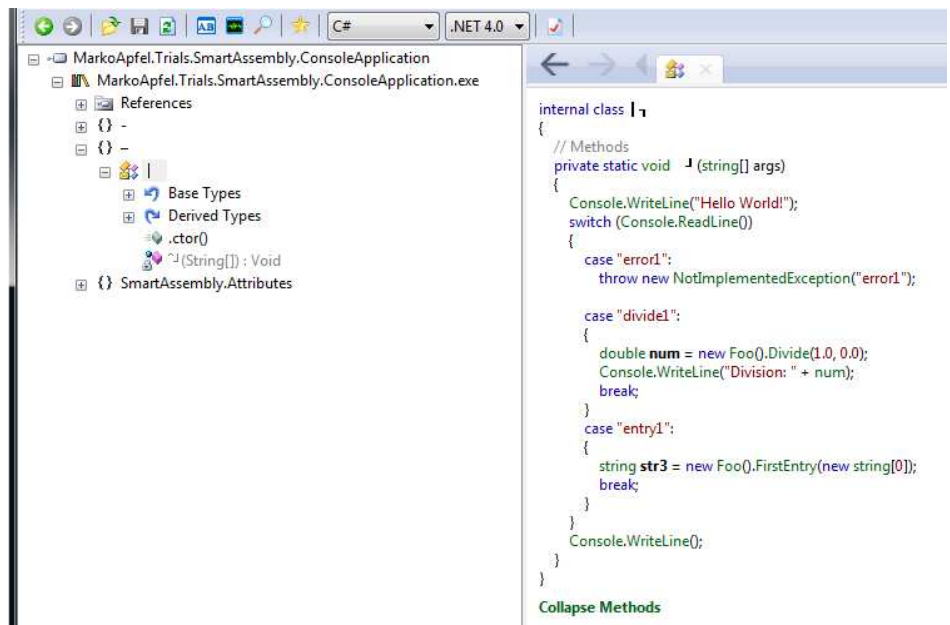 C# .NET 4.0
MarkoApfel.Trials.SmartAssembly.ConsoleApplication
MarkoApfel.Trials.SmartAssembly.ConsoleApplication.exe
References
{} -
{} –
|
Base Types
Derived Types
.ctor()
(String[]) : Void
{} SmartAssembly.Attributes
internal class
{
// Methods
private static void (string[] args)
{
Console.WriteLine("Hello World!");
switch (Console.ReadLine())
{
case "error1":
throw new NotImplementedException("error1");
case "divide1":
{
double num = new Foo().Divide(1.0, 0.0);
Console.WriteLine("Division: " + num);
break;
}
case "entry1":
{
string str3 = new Foo().FirstEntry(new string[0]);
break;
}
}
Console.WriteLine();
}
}
Collapse Methods